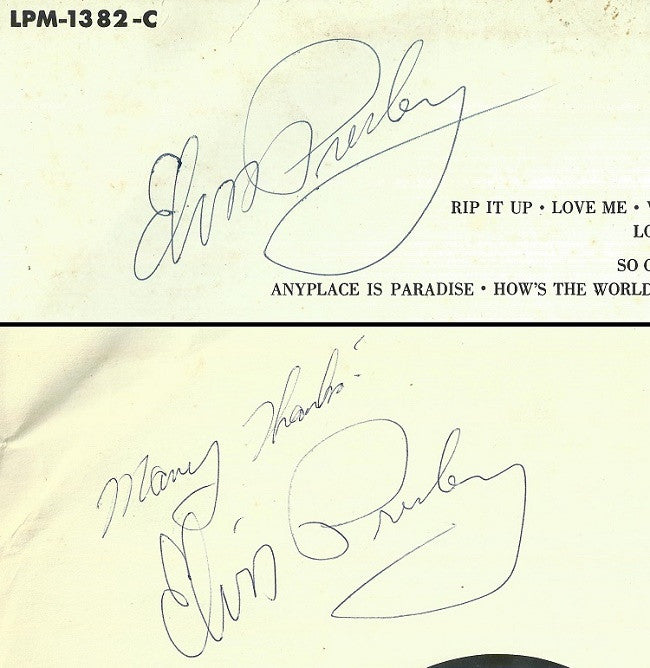 LPM-1382-C
Elvis Presley
RIP IT UP • LOVE ME •
LO
SO
ANYPLACE IS PARADISE • HOW'S THE WORLD
Many Thanks!
Elvis Presley